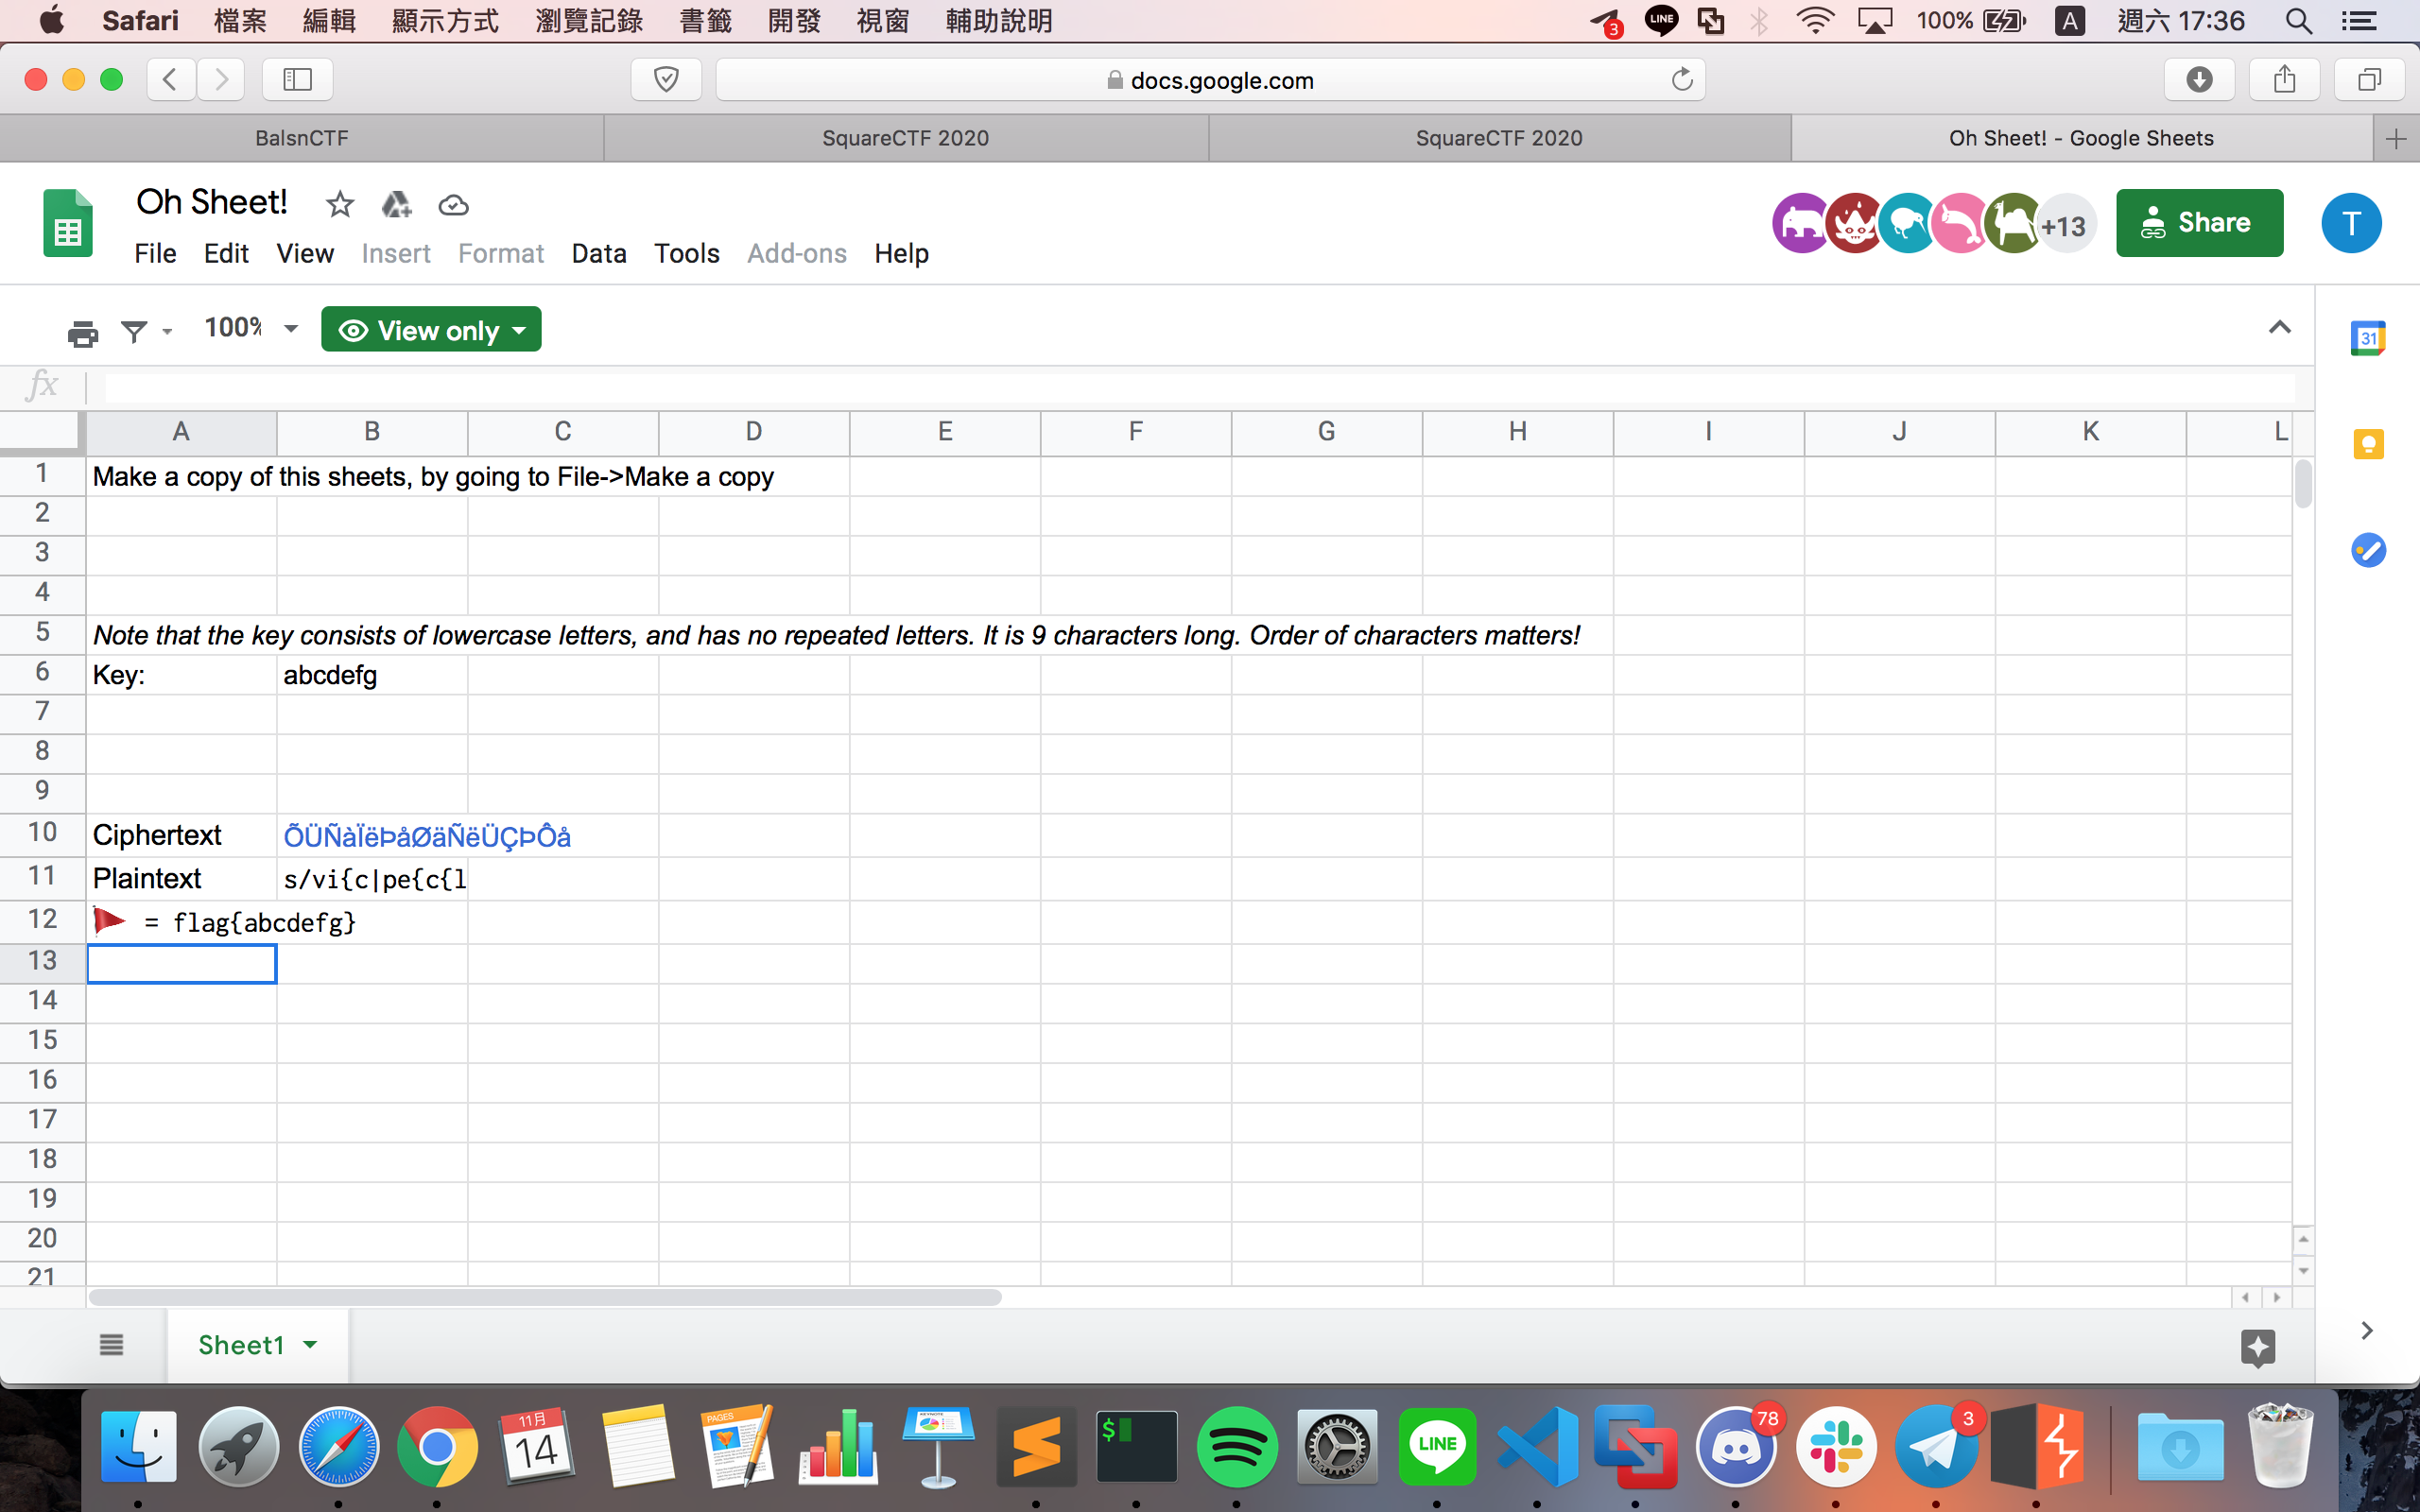 Safari 檔案 編輯 顯示方式 瀏覽記錄 書籤 開發 視窗 輔助說明 3 LINE 100% A 週六 17:36
docs.google.com
BalsnCTF SquareCTF 2020 SquareCTF 2020 Oh Sheet! - Google Sheets
Oh Sheet! +13 Share T
File Edit View Insert Format Data Tools Add-ons Help
100% View only
31
fx
A B C D E F G H I J K L
1 Make a copy of this sheets, by going to File->Make a copy
2
3
4
5 Note that the key consists of lowercase letters, and has no repeated letters. It is 9 characters long. Order of characters matters!
6 Key: abcdefg
7
8
9
10 Ciphertext ÕÜÑàÏëÞåØäÑëÜÇÞÔå
11 Plaintext s/vi{c|pe{c{l
12 🚩 = flag{abcdefg}
13
14
15
16
17
18
19
20
21
Sheet1
11月
14
PAGES
KEYNOTE
$
LINE
78
3